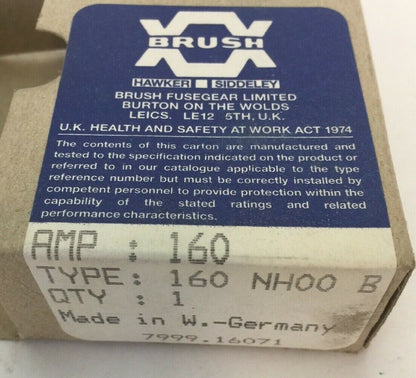 BRUSH
HAWKER SIDDELEY
BRUSH FUSEGEAR LIMITED
BURTON ON THE WOLDS
LEICS. LE12 5TH, U.K.
U.K. HEALTH AND SAFETY AT WORK ACT 1974
The contents of this carton are manufactured and
tested to the specification indicated on the product or
referred to in our catalogue applicable to the type
reference number but must be correctly installed by
competent personnel to provide protection within the
capability of the stated ratings and related
performance characteristics.
AMP : 160
TYPE: 160 NH00 B
QTY : 1
Made in W.-Germany
7999.16071